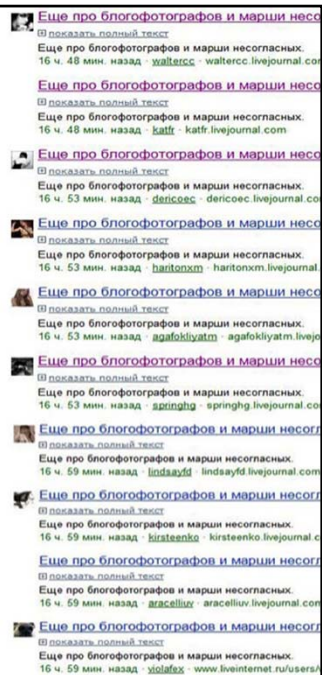 Еще про блогофотографов и марши несо
показать полный текст
Еще про блогофотографов и марши несогласных.
16 ч. 48 мин. назад · waltercc · waltercc.livejournal.co
Еще про блогофотографов и марши несо
показать полный текст
Еще про блогофотографов и марши несогласных.
16 ч. 48 мин. назад · katfr · katfr.livejournal.com
Еще про блогофотографов и марши несо
показать полный текст
Еще про блогофотографов и марши несогласных.
16 ч. 53 мин. назад · dericoec · dericoec.livejournal.co
Еще про блогофотографов и марши несо
показать полный текст
Еще про блогофотографов и марши несогласных.
16 ч. 53 мин. назад · haritonxm · haritonxm.livejournal.
Еще про блогофотографов и марши несо
показать полный текст
Еще про блогофотографов и марши несогласных.
16 ч. 53 мин. назад · agafokliyatm · agafokliyatm.livejo
Еще про блогофотографов и марши несо
показать полный текст
Еще про блогофотографов и марши несогласных.
16 ч. 53 мин. назад · springhg · springhg.livejournal.co
Еще про блогофотографов и марши несогл
показать полный текст
Еще про блогофотографов и марши несогласных.
16 ч. 59 мин. назад · lindsayfd · lindsayfd.livejournal.com
Еще про блогофотографов и марши несогл
показать полный текст
Еще про блогофотографов и марши несогласных.
16 ч. 59 мин. назад · kirsteenko · kirsteenko.livejournal.c
Еще про блогофотографов и марши несогл
показать полный текст
Еще про блогофотографов и марши несогласных.
16 ч. 59 мин. назад · aracelliuv · aracelliuv.livejournal.com
Еще про блогофотографов и марши несогл
показать полный текст
Еще про блогофотографов и марши несогласных.
16 ч. 59 мин. назад · violafex · www.liveinternet.ru/users/